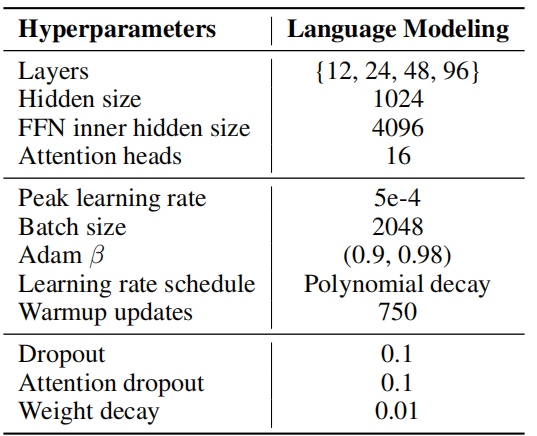 Hyperparameters Language Modeling
Layers {12, 24, 48, 96}
Hidden size 1024
FFN inner hidden size 4096
Attention heads 16
Peak learning rate 5e-4
Batch size 2048
Adam β (0.9, 0.98)
Learning rate schedule Polynomial decay
Warmup updates 750
Dropout 0.1
Attention dropout 0.1
Weight decay 0.01